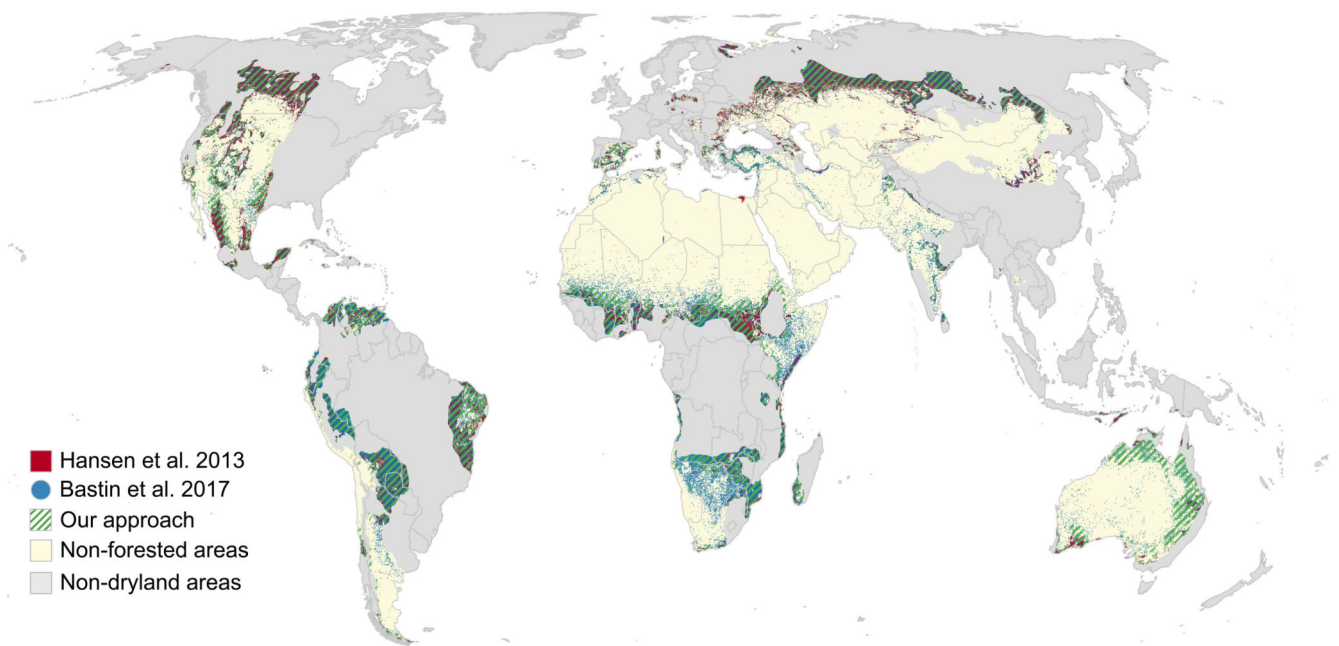 Hansen et al. 2013
Bastin et al. 2017
Our approach
Non-forested areas
Non-dryland areas